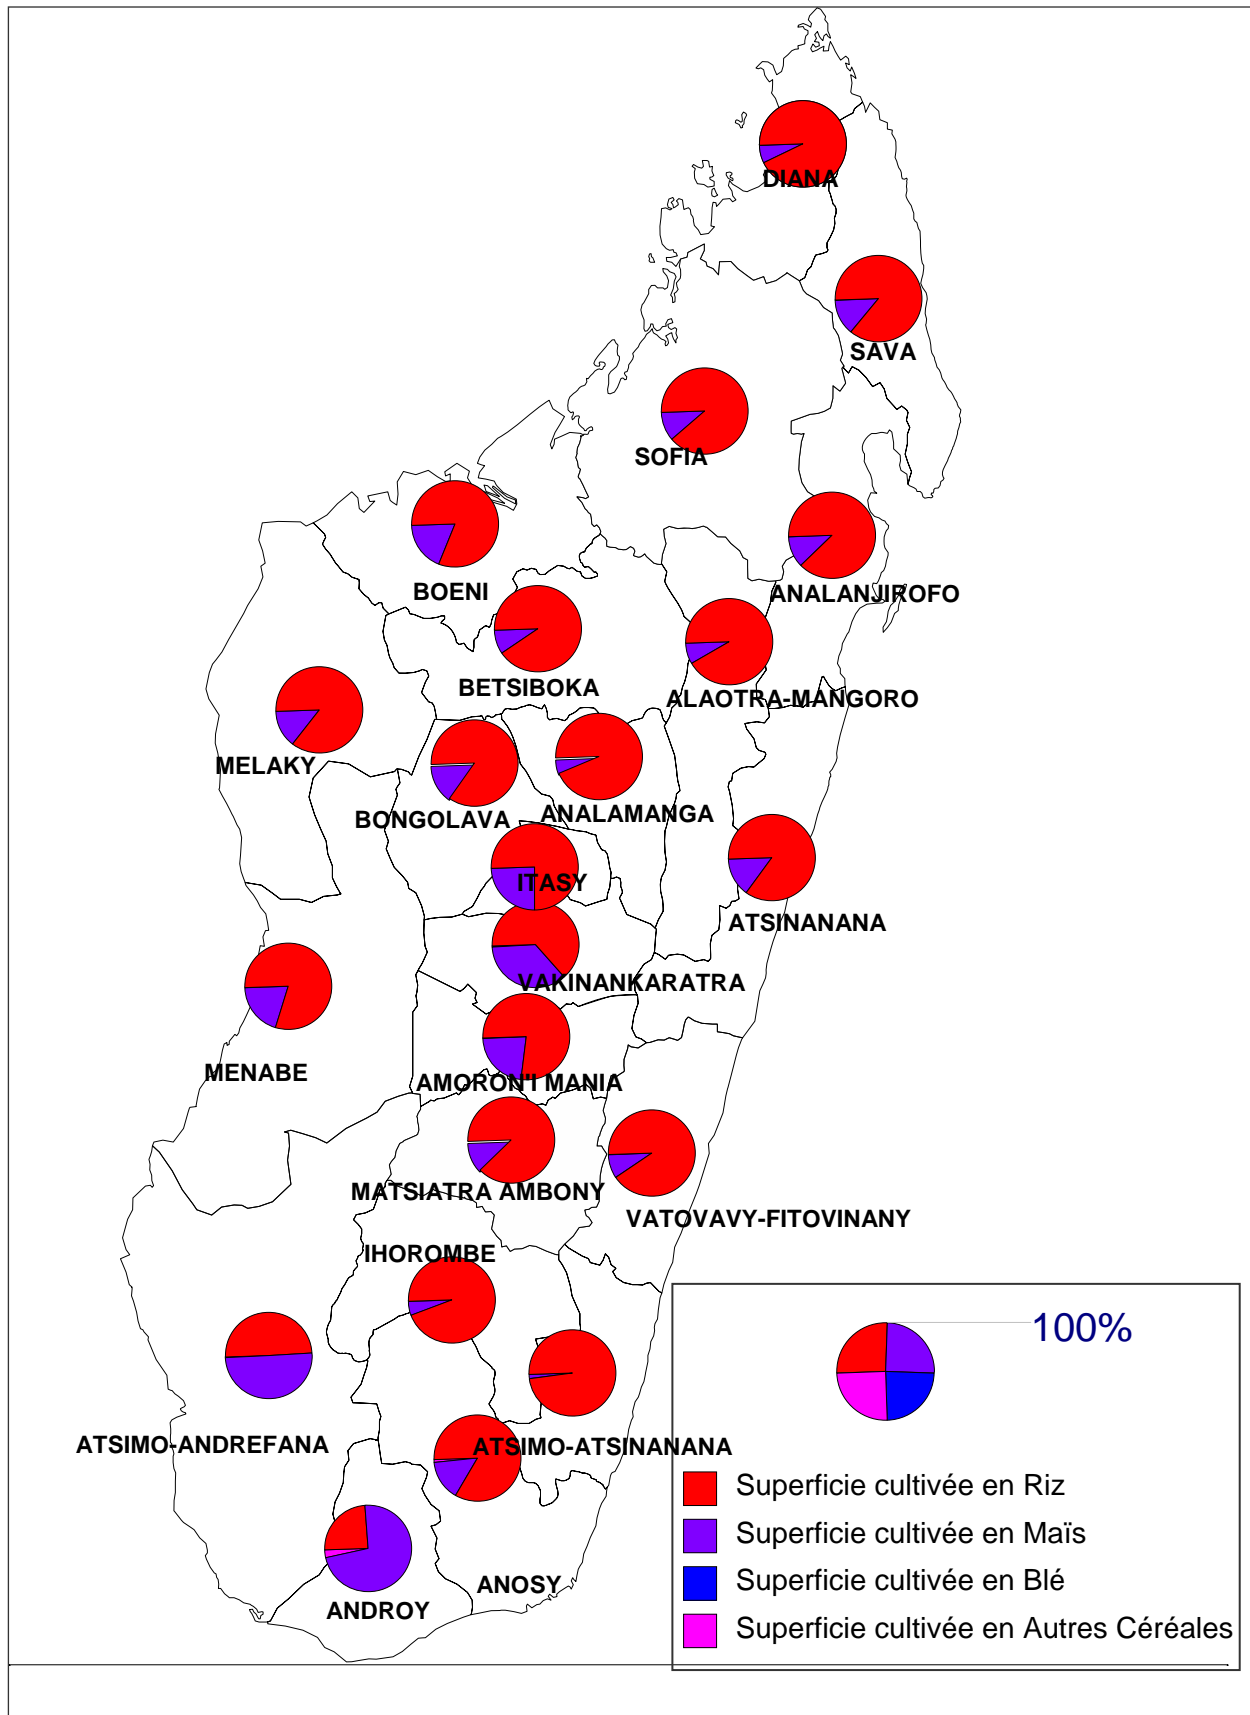 DIANA
SAVA
SOFIA
BOENI
ANALANJIROFO
BETSIBOKA
ALAOTRA-MANGORO
MELAKY
BONGOLAVA
ANALAMANGA
ITASY
ATSINANANA
VAKINANKARATRA
MENABE
AMORON'I MANIA
MATSIATRA AMBONY
VATOVAVY-FITOVINANY
IHOROMBE
100%
ATSIMO-ANDREFANA
ATSIMO-ATSINANANA
Superficie cultivée en Riz
Superficie cultivée en Maïs
Superficie cultivée en Blé
Superficie cultivée en Autres Céréales
ANOSY
ANDROY